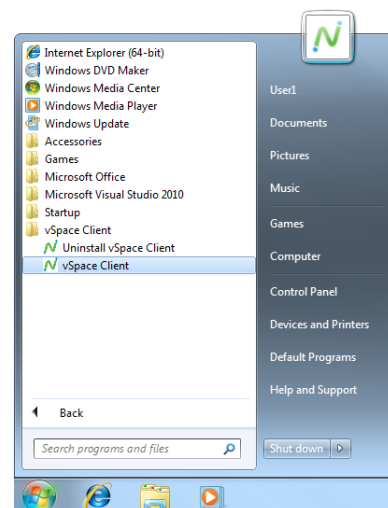 Internet Explorer (64-bit)
Windows DVD Maker
Windows Media Center
Windows Media Player
Windows Update
Accessories
Games
Microsoft Office
Microsoft Visual Studio 2010
Startup
vSpace Client
Uninstall vSpace Client
vSpace Client
Back
Search programs and files
User1
Documents
Pictures
Music
Games
Computer
Control Panel
Devices and Printers
Default Programs
Help and Support
Shut down